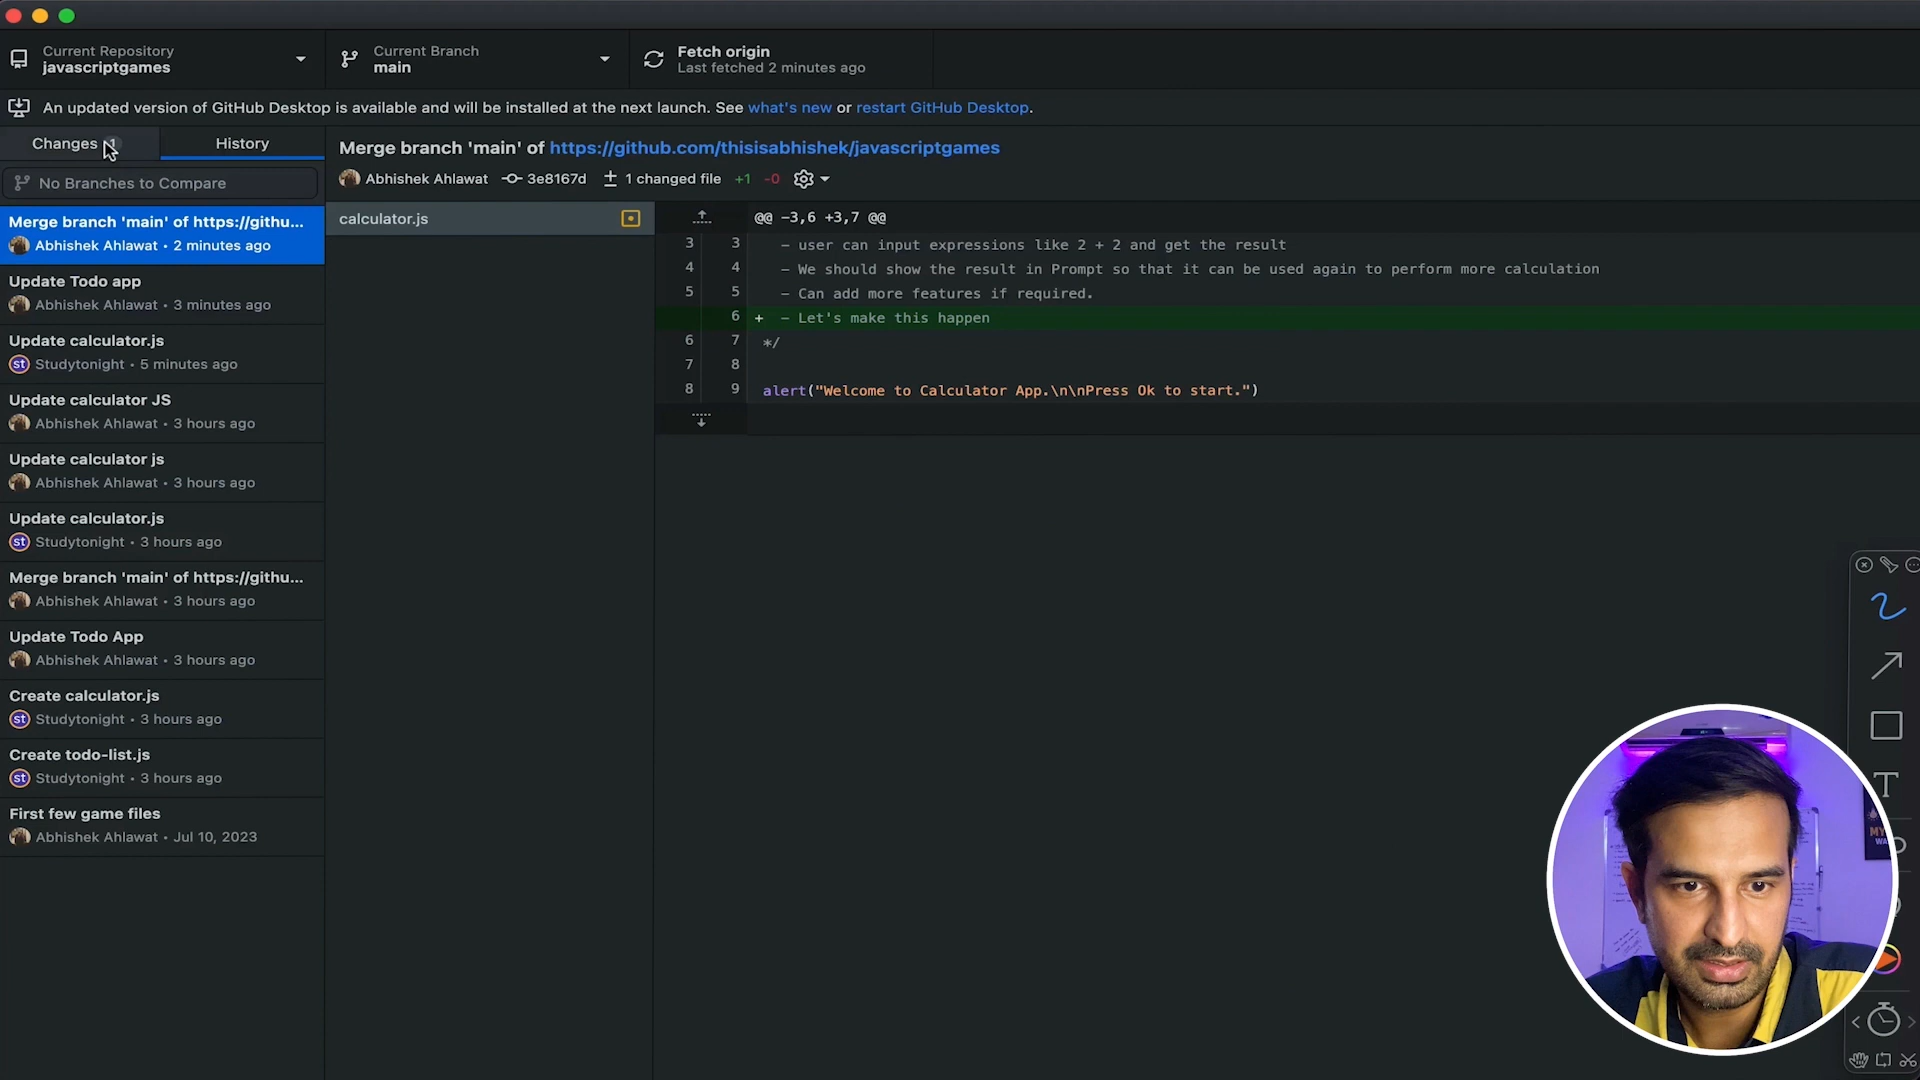 Current Repository
javascriptgames
Current Branch
main
Fetch origin
Last fetched 2 minutes ago
An updated version of GitHub Desktop is available and will be installed at the next launch. See what's new or restart GitHub Desktop.
Changes
History
No Branches to Compare
Merge branch 'main' of https://githu...
Abhishek Ahlawat • 2 minutes ago
Update Todo app
Abhishek Ahlawat • 3 minutes ago
Update calculator.js
st Studytonight • 5 minutes ago
Update calculator JS
Abhishek Ahlawat • 3 hours ago
Update calculator js
Abhishek Ahlawat • 3 hours ago
Update calculator.js
st Studytonight • 3 hours ago
Merge branch 'main' of https://githu...
Abhishek Ahlawat • 3 hours ago
Update Todo App
Abhishek Ahlawat • 3 hours ago
Create calculator.js
st Studytonight • 3 hours ago
Create todo-list.js
st Studytonight • 3 hours ago
First few game files
Abhishek Ahlawat • Jul 10, 2023
Merge branch 'main' of https://github.com/thisisabhishek/javascriptgames
Abhishek Ahlawat 3e8167d 1 changed file +1 -0
calculator.js
@@ -3,6 +3,7 @@
3 3 - user can input expressions like 2 + 2 and get the result
4 4 - We should show the result in Prompt so that it can be used again to perform more calculation
5 5 - Can add more features if required.
6 + - Let's make this happen
6 7 */
7 8
8 9 alert("Welcome to Calculator App.\n\nPress Ok to start.")
T